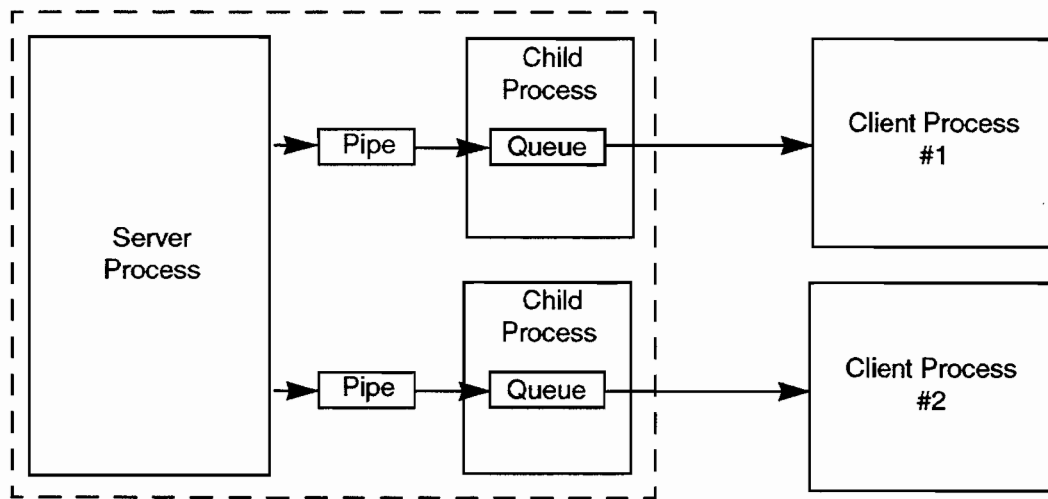 Server
Process
Pipe
Child
Process
Queue
Client Process
#1
Pipe
Child
Process
Queue
Client Process
#2